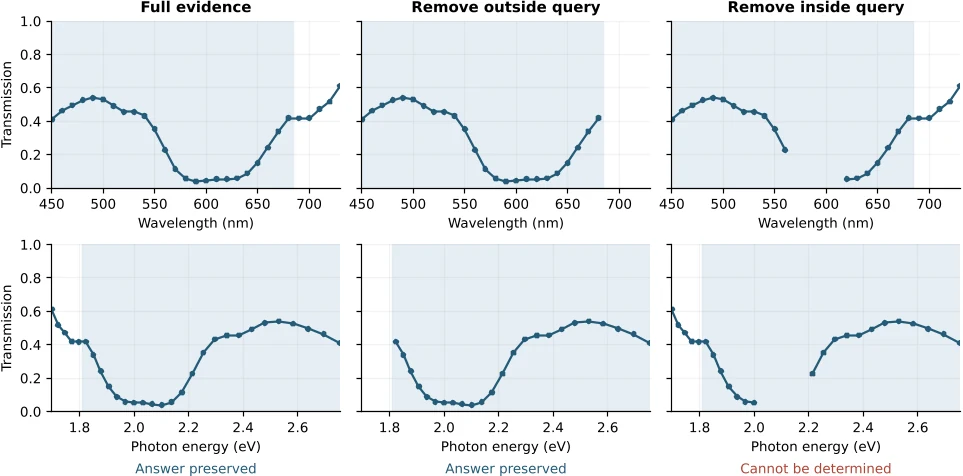 Full evidence
Remove outside query
Remove inside query
Transmission
1.0
0.8
0.6
0.4
0.2
0.0
450 500 550 600 650 700
450 500 550 600 650 700
450 500 550 600 650 700
Wavelength (nm)
Wavelength (nm)
Wavelength (nm)
Transmission
1.0
0.8
0.6
0.4
0.2
0.0
1.8 2.0 2.2 2.4 2.6
1.8 2.0 2.2 2.4 2.6
1.8 2.0 2.2 2.4 2.6
Photon energy (eV)
Photon energy (eV)
Photon energy (eV)
Answer preserved
Answer preserved
Cannot be determined